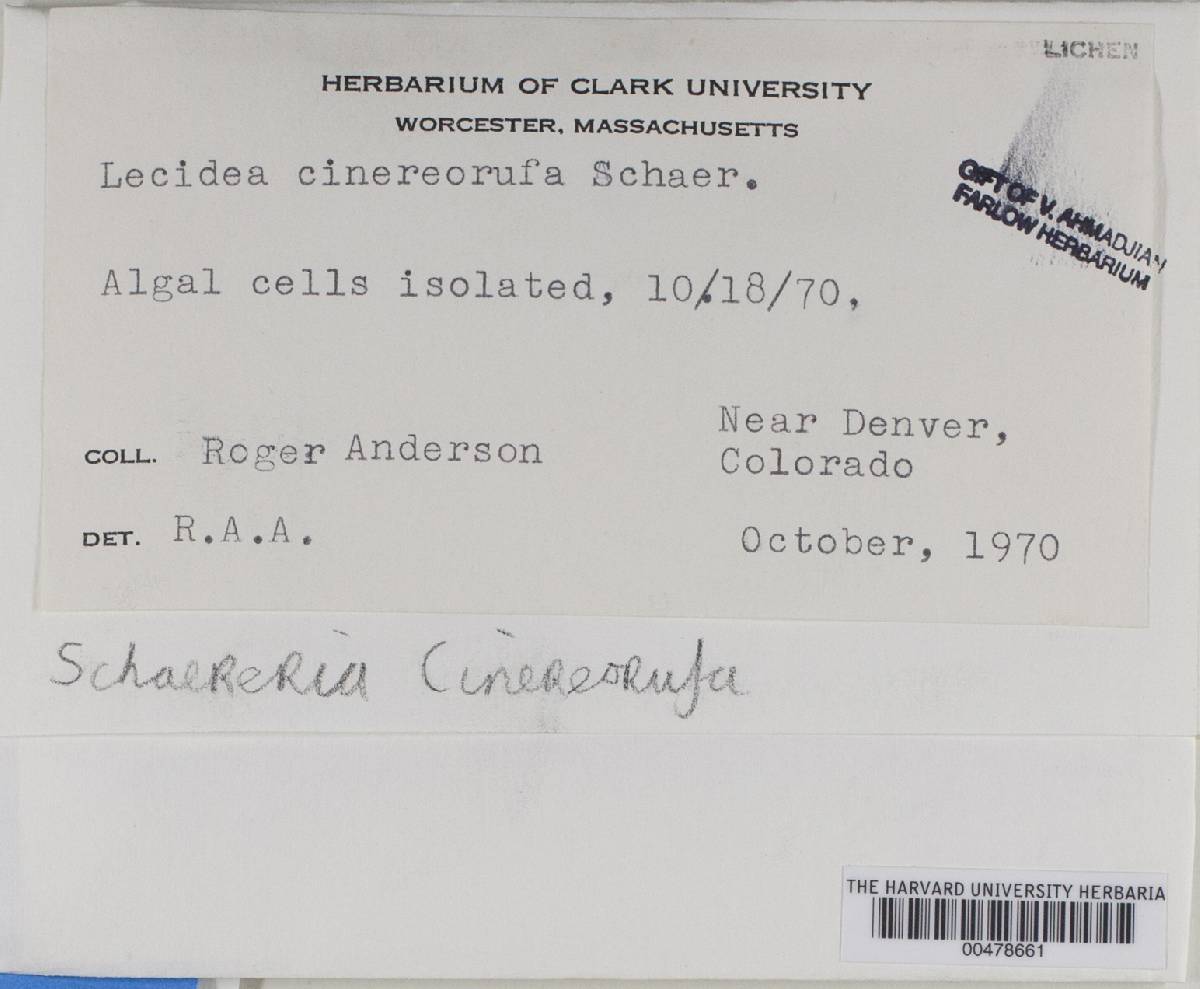 LICHEN
HERBARIUM OF CLARK UNIVERSITY
WORCESTER, MASSACHUSETTS
Lecidea cinereorufa Schaer.
GIFT OF V. AHMADJIAN
FARLOW HERBARIUM
Algal cells isolated, 10/18/70.
COLL. Roger Anderson
Near Denver,
Colorado
DET. R.A.A.
October, 1970
Schaereria Cinereorufa
THE HARVARD UNIVERSITY HERBARIA
00478661